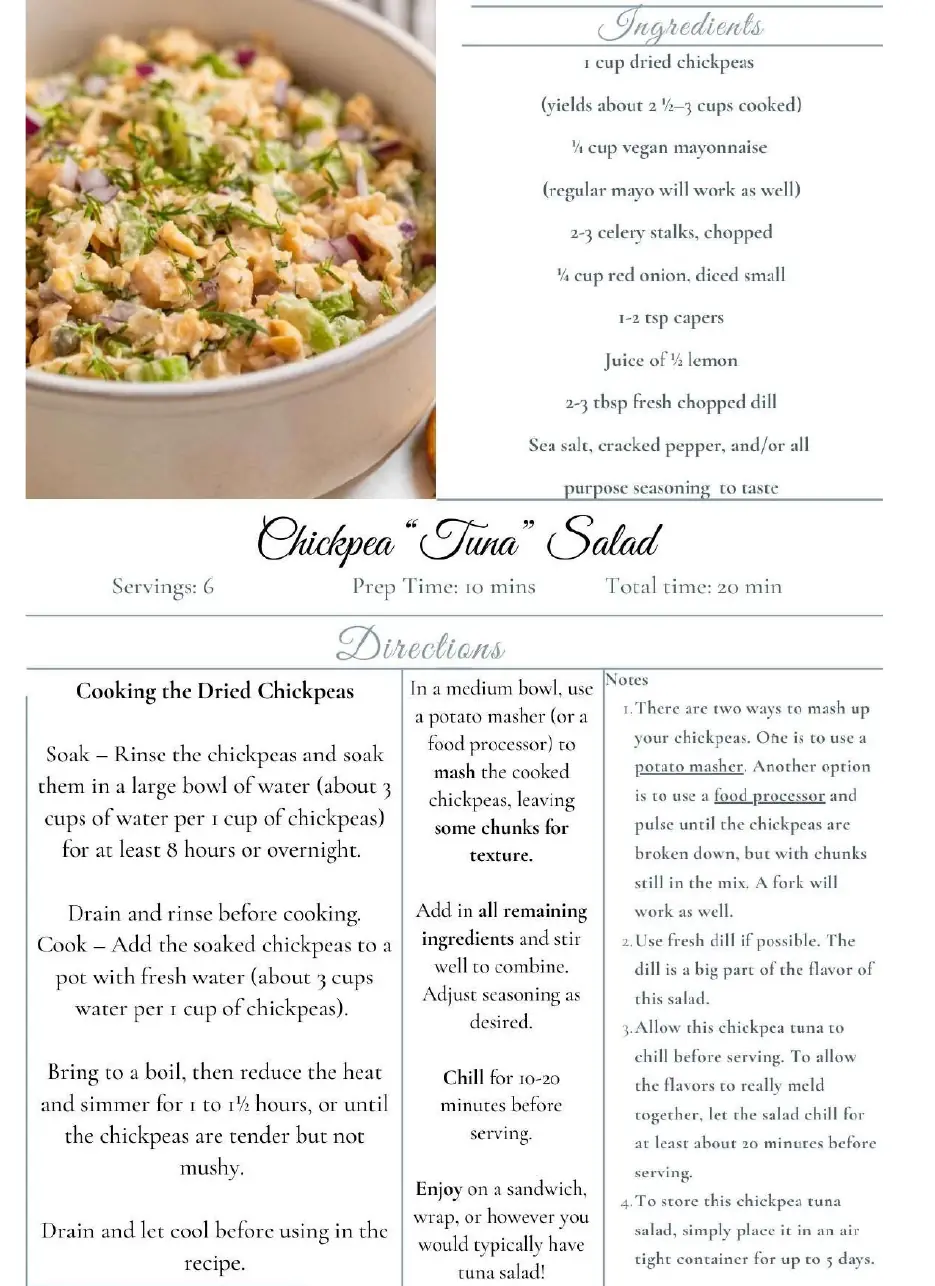 Ingredients
1 cup dried chickpeas
(yields about 2 ½–3 cups cooked)
¼ cup vegan mayonnaise
(regular mayo will work as well)
2-3 celery stalks, chopped
¼ cup red onion, diced small
1-2 tsp capers
Juice of ½ lemon
2-3 tbsp fresh chopped dill
Sea salt, cracked pepper, and/or all
purpose seasoning to taste
Chickpea “Tuna” Salad
Servings: 6 Prep Time: 10 mins Total time: 20 min
Directions
Cooking the Dried Chickpeas
Soak – Rinse the chickpeas and soak
them in a large bowl of water (about 3
cups of water per 1 cup of chickpeas)
for at least 8 hours or overnight.
Drain and rinse before cooking.
Cook – Add the soaked chickpeas to a
pot with fresh water (about 3 cups
water per 1 cup of chickpeas).
Bring to a boil, then reduce the heat
and simmer for 1 to 1½ hours, or until
the chickpeas are tender but not
mushy.
Drain and let cool before using in the
recipe.
In a medium bowl, use
a potato masher (or a
food processor) to
mash the cooked
chickpeas, leaving
some chunks for
texture.
Add in all remaining
ingredients and stir
well to combine.
Adjust seasoning as
desired.
Chill for 10-20
minutes before
serving.
Enjoy on a sandwich,
wrap, or however you
would typically have
tuna salad!
Notes
1. There are two ways to mash up
your chickpeas. One is to use a
potato masher. Another option
is to use a food processor and
pulse until the chickpeas are
broken down, but with chunks
still in the mix. A fork will
work as well.
2. Use fresh dill if possible. The
dill is a big part of the flavor of
this salad.
3. Allow this chickpea tuna to
chill before serving. To allow
the flavors to really meld
together, let the salad chill for
at least about 20 minutes before
serving.
4. To store this chickpea tuna
salad, simply place it in an air
tight container for up to 5 days.